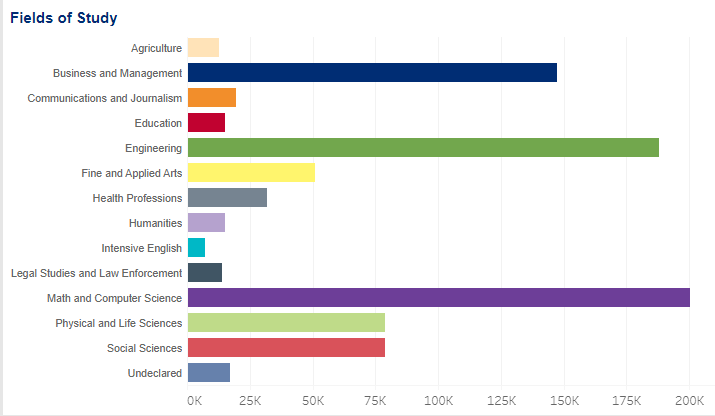 Fields of Study
Agriculture
Business and Management
Communications and Journalism
Education
Engineering
Fine and Applied Arts
Health Professions
Humanities
Intensive English
Legal Studies and Law Enforcement
Math and Computer Science
Physical and Life Sciences
Social Sciences
Undeclared
0K 25K 50K 75K 100K 125K 150K 175K 200K